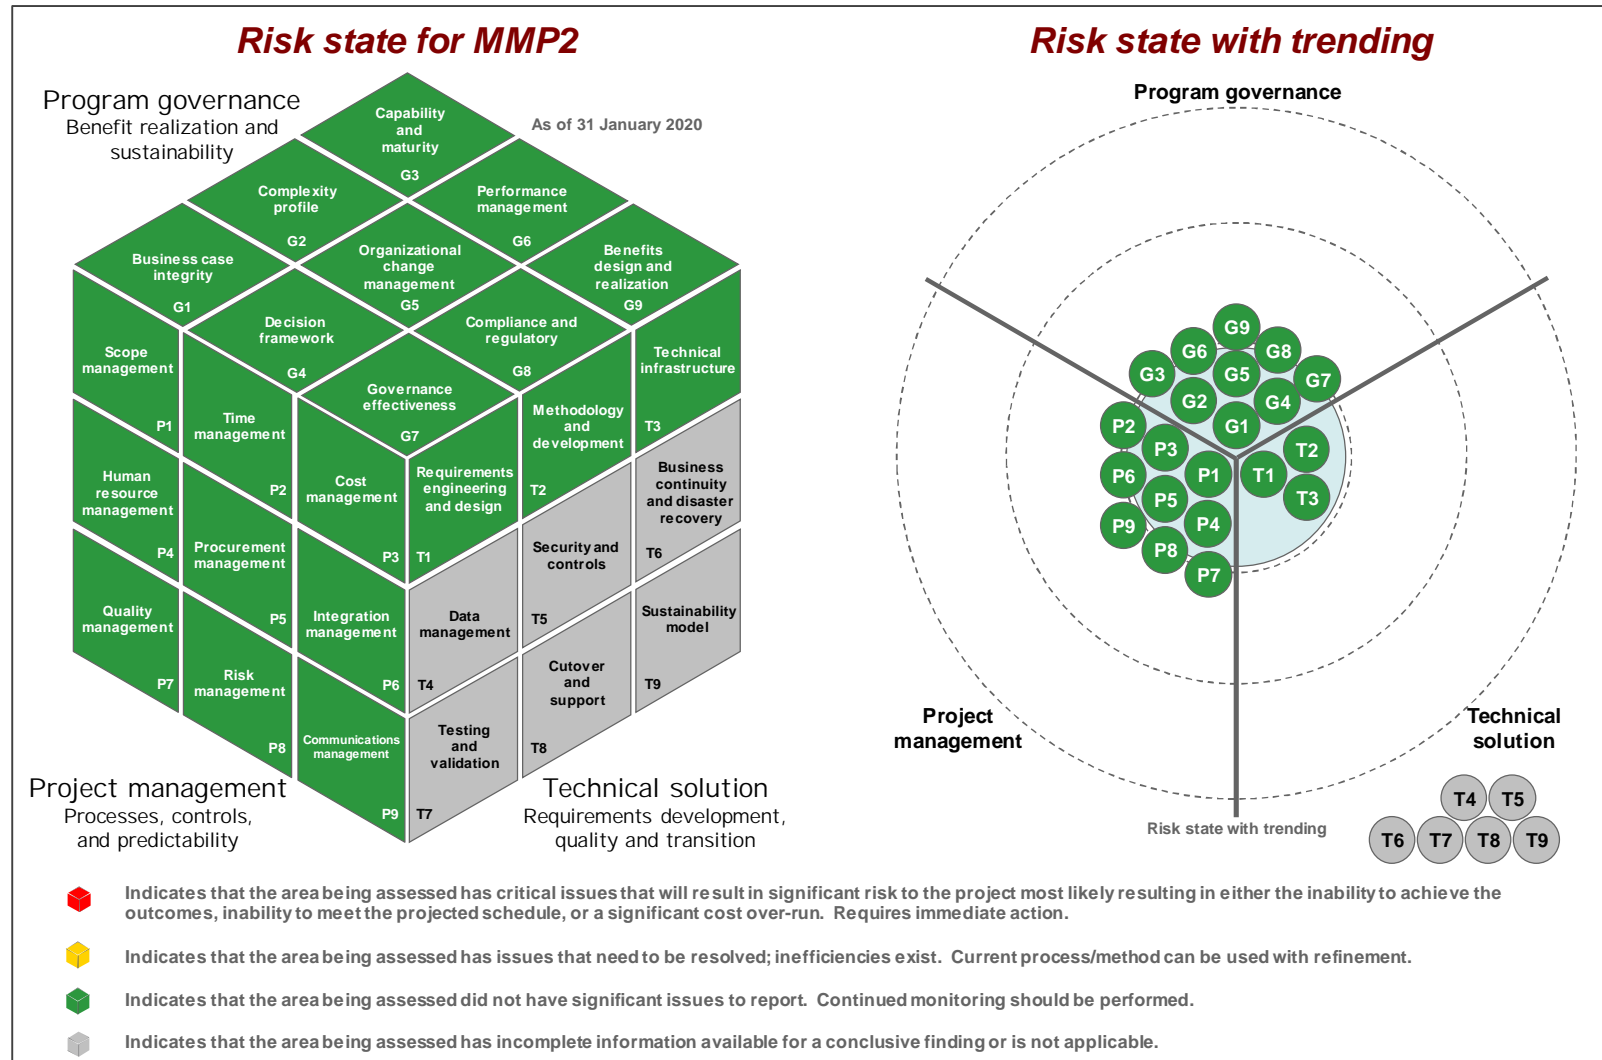 Risk state for MMP2
Risk state with trending
Program governance
Benefit realization and
sustainability
As of 31 January 2020
Capability
and
maturity
G3
Complexity
profile
G2
Performance
management
G6
Business case
integrity
G1
Organizational
change
management
G5
Benefits
design and
realization
G9
Decision
framework
G4
Compliance and
regulatory
G8
Governance
effectiveness
G7
Scope
management
P1
Time
management
P2
Cost
management
P3
Human
resource
management
P4
Procurement
management
P5
Integration
management
P6
Quality
management
P7
Risk
management
P8
Communications
management
P9
Requirements
engineering
and design
T1
Methodology
and
development
T2
Technical
infrastructure
T3
Data
management
T4
Security and
controls
T5
Business
continuity
and disaster
recovery
T6
Testing
and
validation
T7
Cutover
and
support
T8
Sustainability
model
T9
Project management
Processes, controls,
and predictability
Technical solution
Requirements development,
quality and transition
Program governance
G9
G6
G8
G3
G5
G7
G2
G4
G1
P2
P3
P6
P1
P5
P9
P4
P8
P7
T2
T1
T3
Project
management
Technical
solution
Risk state with trending
T4
T5
T6
T7
T8
T9
Indicates that the area being assessed has critical issues that will result in significant risk to the project most likely resulting in either the inability to achieve the
outcomes, inability to meet the projected schedule, or a significant cost over-run. Requires immediate action.
Indicates that the area being assessed has issues that need to be resolved; inefficiencies exist. Current process/method can be used with refinement.
Indicates that the area being assessed did not have significant issues to report. Continued monitoring should be performed.
Indicates that the area being assessed has incomplete information available for a conclusive finding or is not applicable.